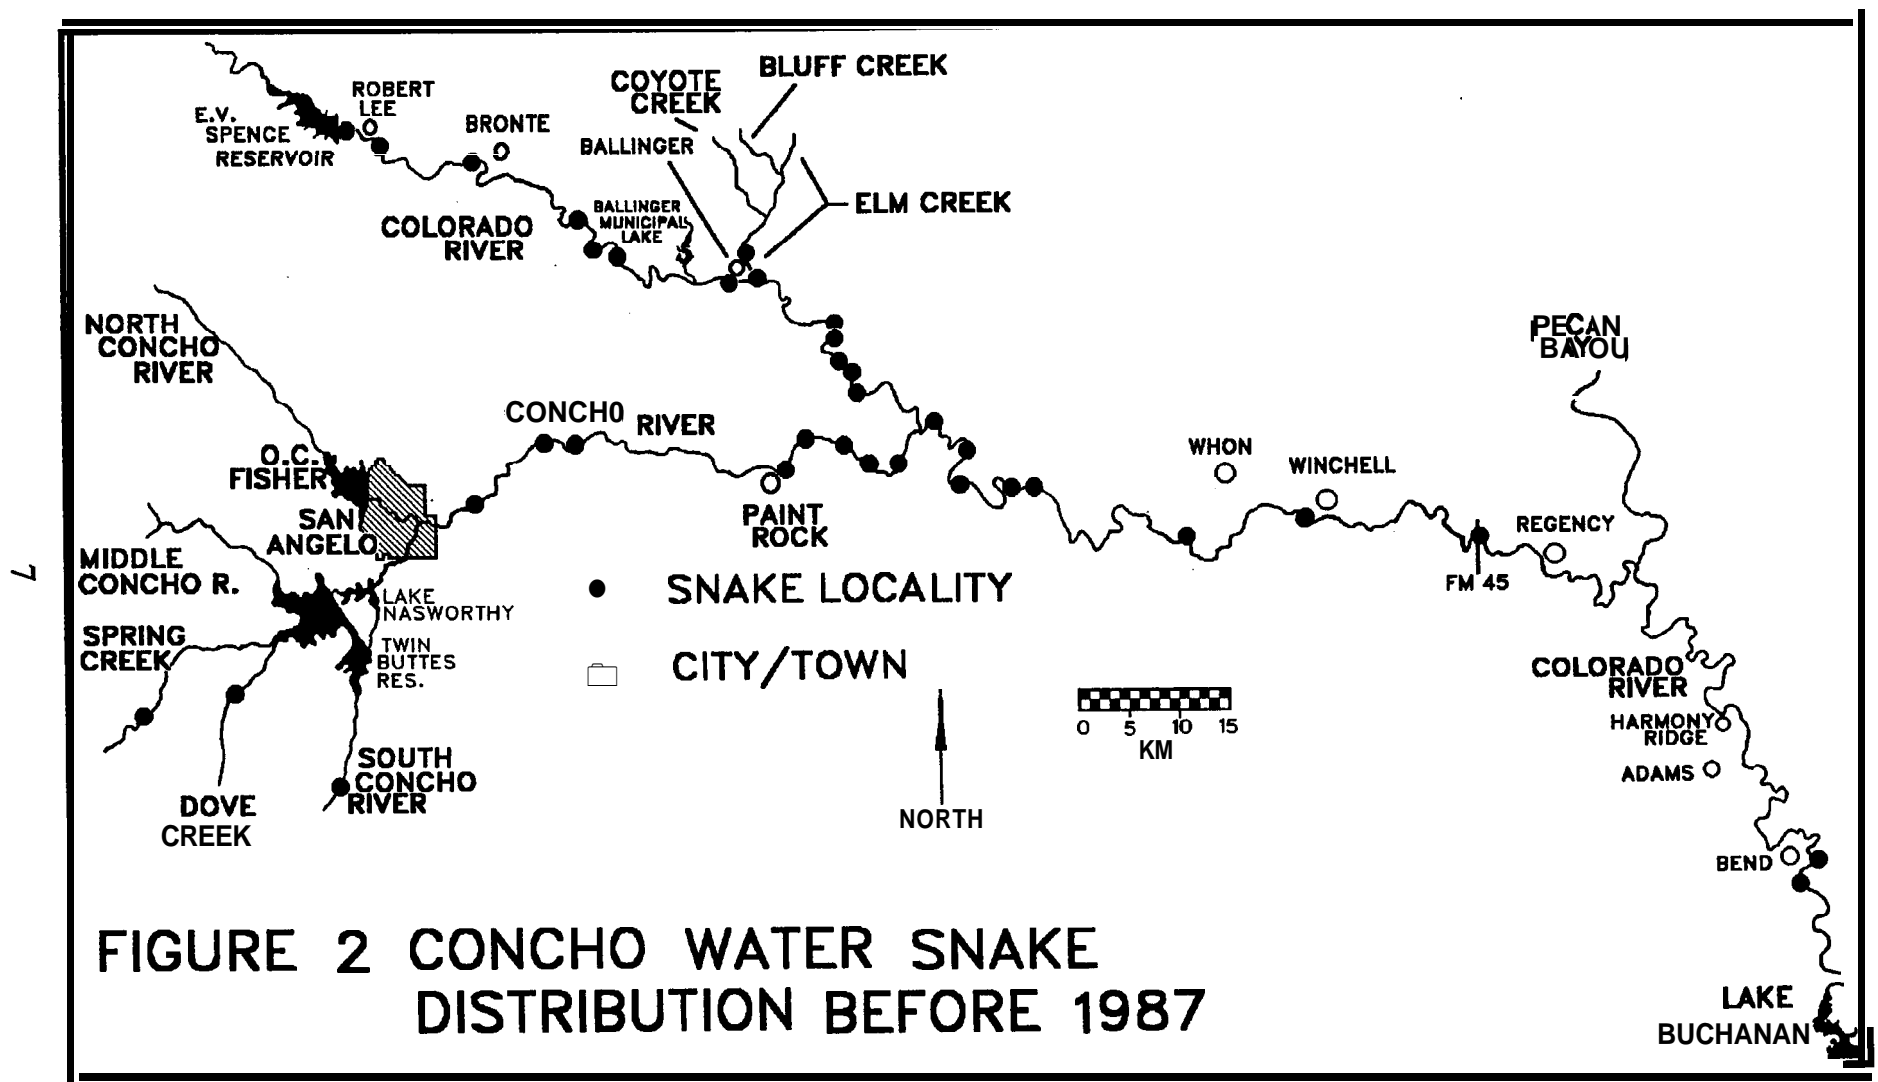 BLUFF CREEK
COYOTE
CREEK
ROBERT
LEE
E.V.
SPENCE
RESERVOIR
BRONTE
BALLINGER
ELM CREEK
BALLINGER
MUNICIPAL
LAKE
COLORADO
RIVER
NORTH
CONCHO
RIVER
PECAN
BAYOU
CONCHO RIVER
O.C.
FISHER
WHON
WINCHELL
SAN
ANGELO
PAINT
ROCK
REGENCY
MIDDLE
CONCHO R.
FM 45
SNAKE LOCALITY
LAKE
NASWORTHY
SPRING
CREEK
TWIN
BUTTES
RES.
CITY/TOWN
COLORADO
RIVER
0 5 10 15
KM
HARMONY
RIDGE
ADAMS
SOUTH
CONCHO
RIVER
DOVE
CREEK
NORTH
BEND
FIGURE 2 CONCHO WATER SNAKE
DISTRIBUTION BEFORE 1987
LAKE
BUCHANAN
7